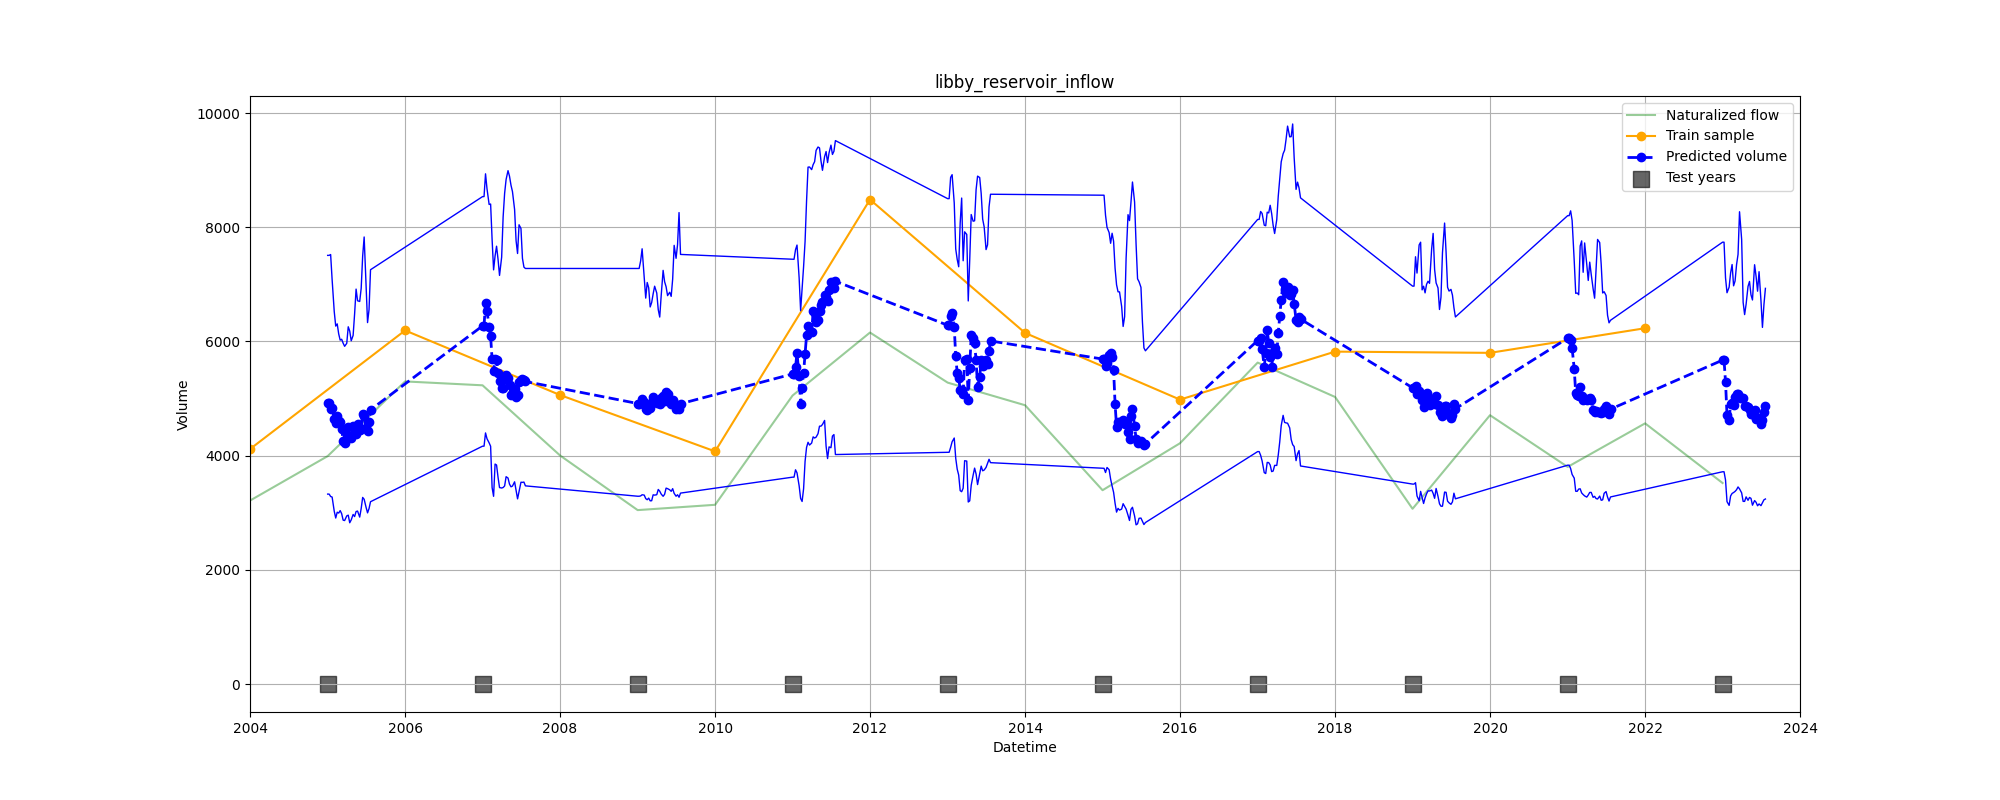 libby_reservoir_inflow
10000
8000
6000
4000
2000
0
Volume
Naturalized flow
Train sample
Predicted volume
Test years
2004 2006 2008 2010 2012 2014 2016 2018 2020 2022 2024
Datetime